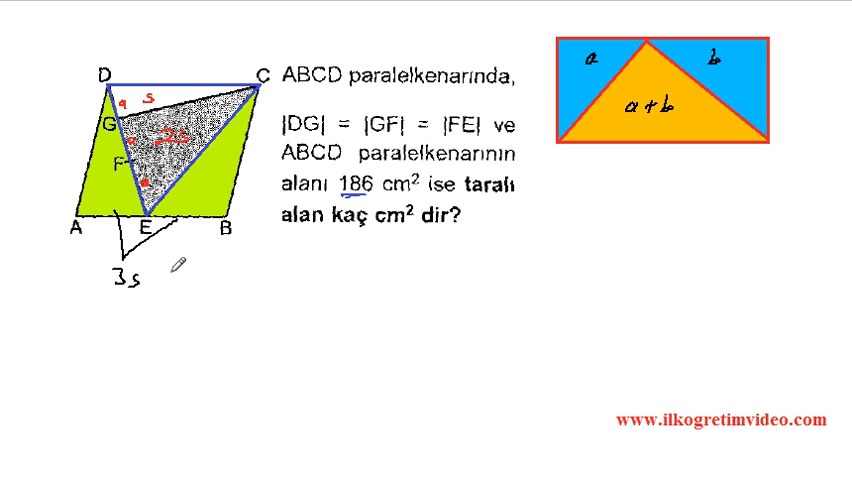 D
C
ABCD paralelkenarında,
a
s
G
|DG| = |GF| = |FE| ve
a
2s
F
ABCD paralelkenarının
alanı 186 cm² ise taralı
alan kaç cm² dir?
A
E
B
3s
a
b
a+b
www.ilkogretimvideo.com